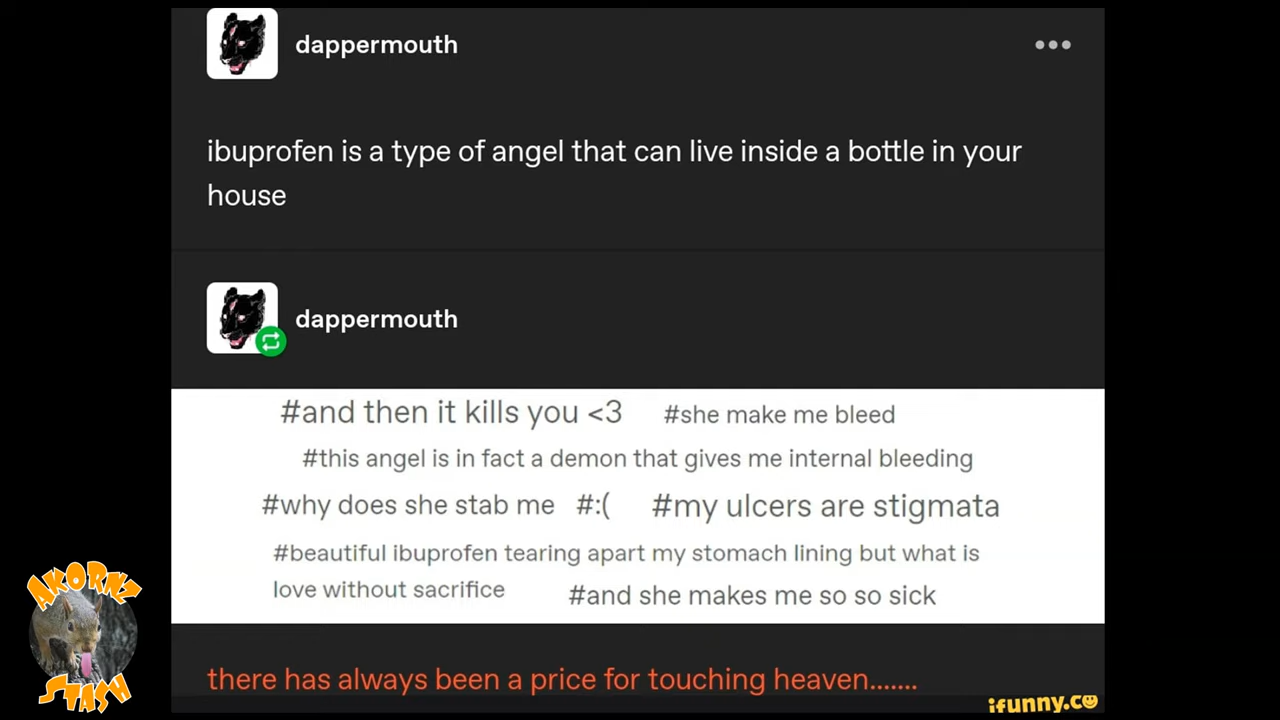 dappermouth
ibuprofen is a type of angel that can live inside a bottle in your
house
dappermouth
#and then it kills you <3 #she make me bleed
#this angel is in fact a demon that gives me internal bleeding
#why does she stab me #:( #my ulcers are stigmata
#beautiful ibuprofen tearing apart my stomach lining but what is
love without sacrifice #and she makes me so so sick
there has always been a price for touching heaven.......
AKORNZ
STASH
ifunny.co